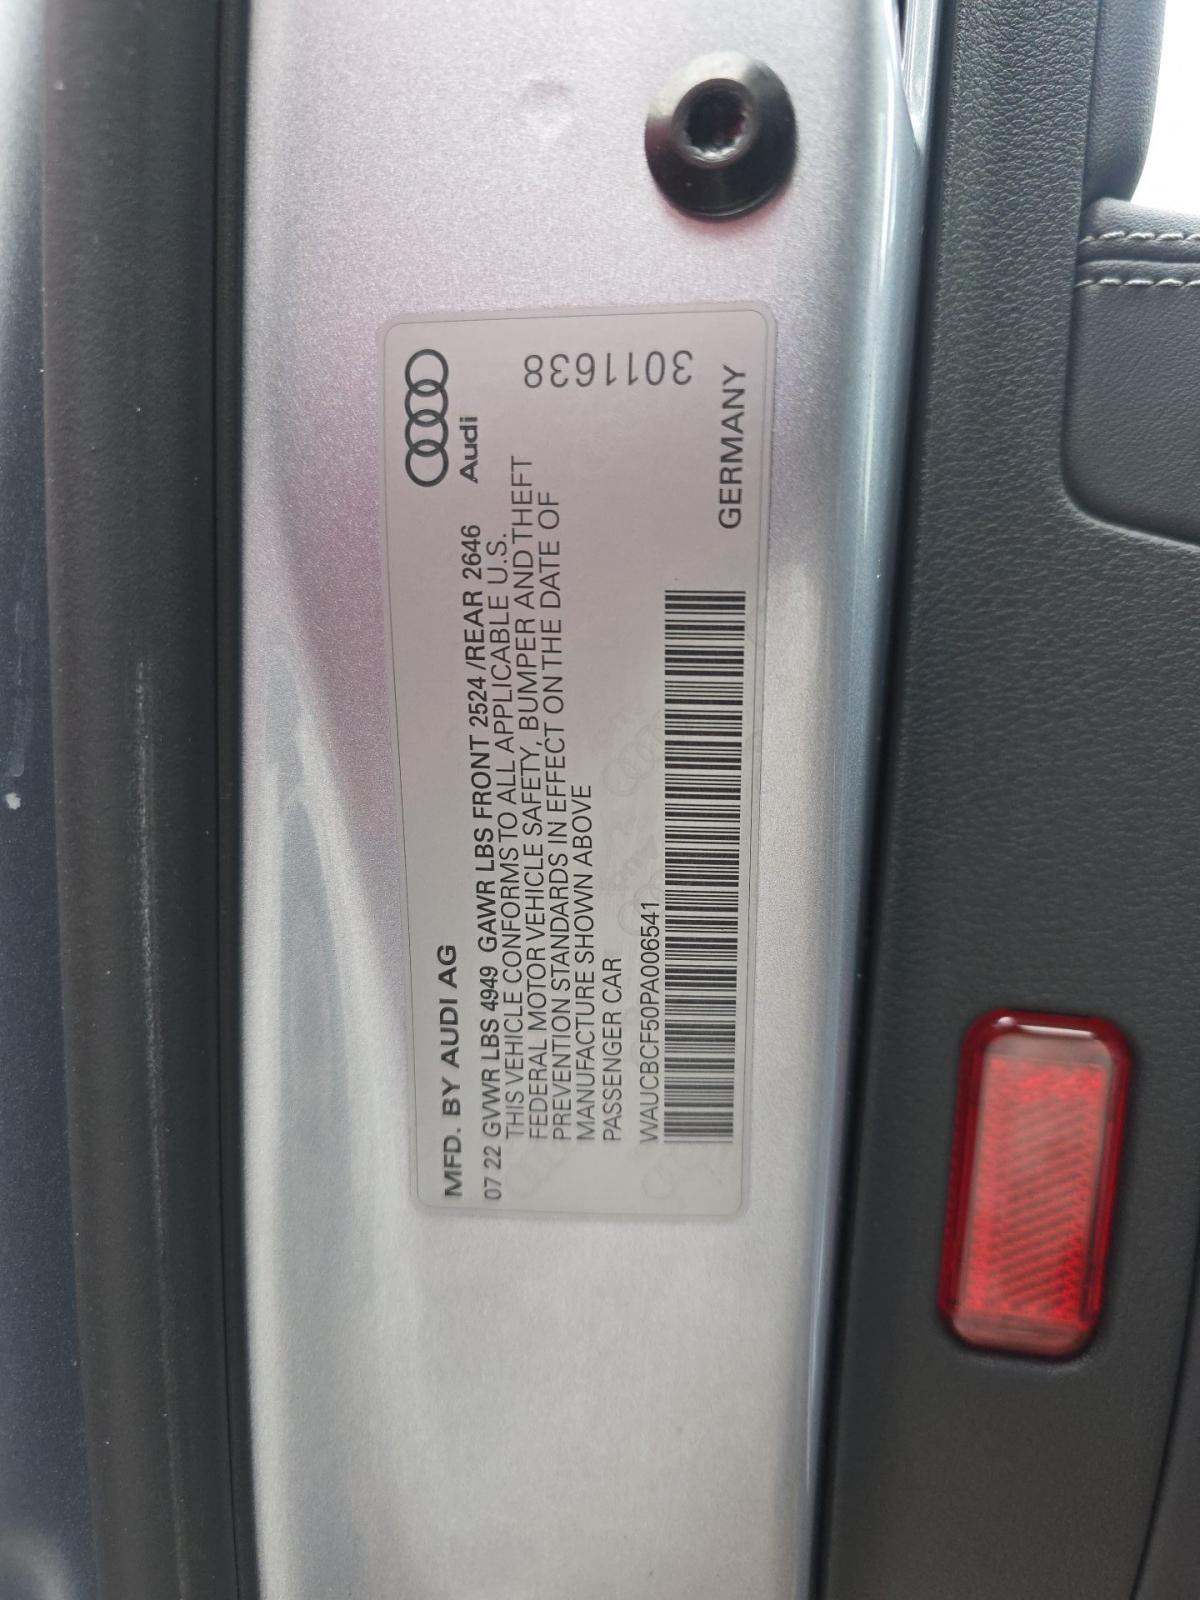 MFD. BY AUDI AG
Audi
07 22 GVWR LBS 4949 GAWR LBS FRONT 2524 /REAR 2646
THIS VEHICLE CONFORMS TO ALL APPLICABLE U.S.
FEDERAL MOTOR VEHICLE SAFETY, BUMPER AND THEFT
PREVENTION STANDARDS IN EFFECT ON THE DATE OF
MANUFACTURE SHOWN ABOVE
PASSENGER CAR
WAUCBCF50PA006541
GERMANY
3011638